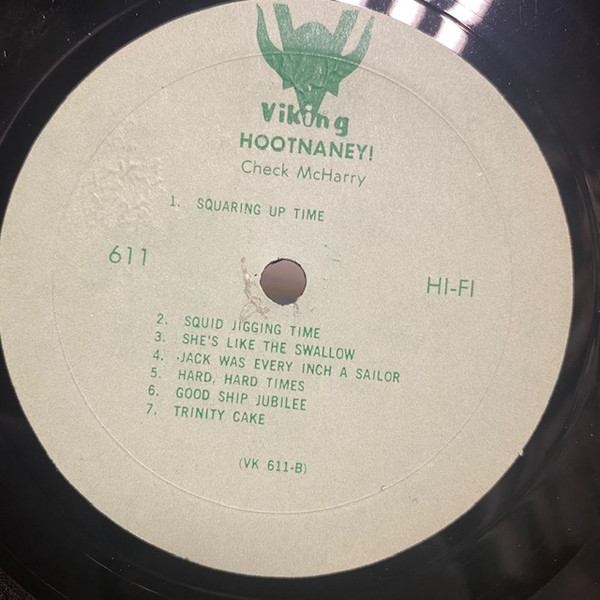 Viking
HOOTNANEY!
Check McHarry
1. SQUARING UP TIME
611
HI-FI
2. SQUID JIGGING TIME
3. SHE'S LIKE THE SWALLOW
4. JACK WAS EVERY INCH A SAILOR
5. HARD, HARD TIMES
6. GOOD SHIP JUBILEE
7. TRINITY CAKE
(VK 611-B)